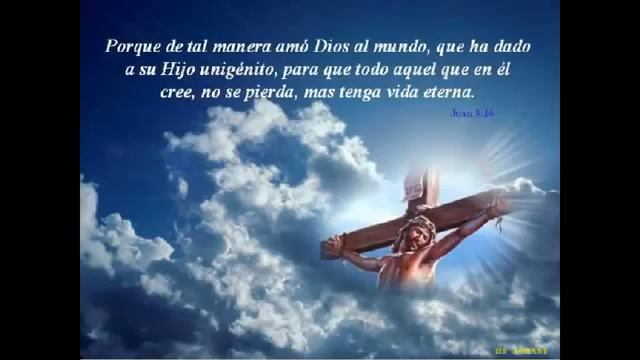 Porque de tal manera amó Dios al mundo, que ha dado
a su Hijo unigénito, para que todo aquel que en él
cree, no se pierda, mas tenga vida eterna.
Juan 3:16